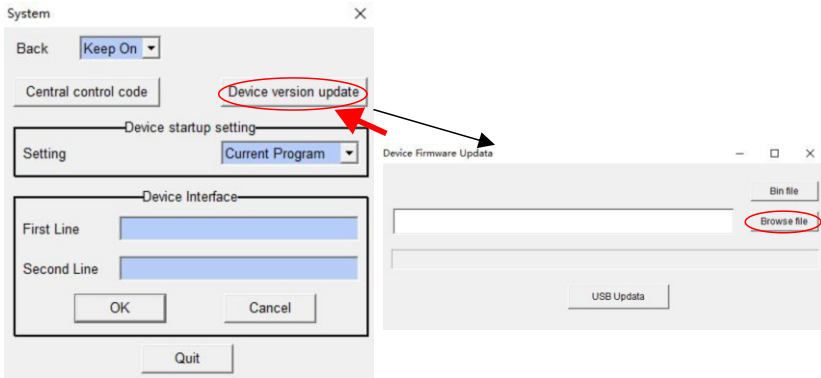 System
Back Keep On
Central control code Device version update
Device startup setting
Setting Current Program
Device Interface
First Line
Second Line
OK Cancel
Quit
Device Firmware Updata
Bin file
Browse file
USB Updata